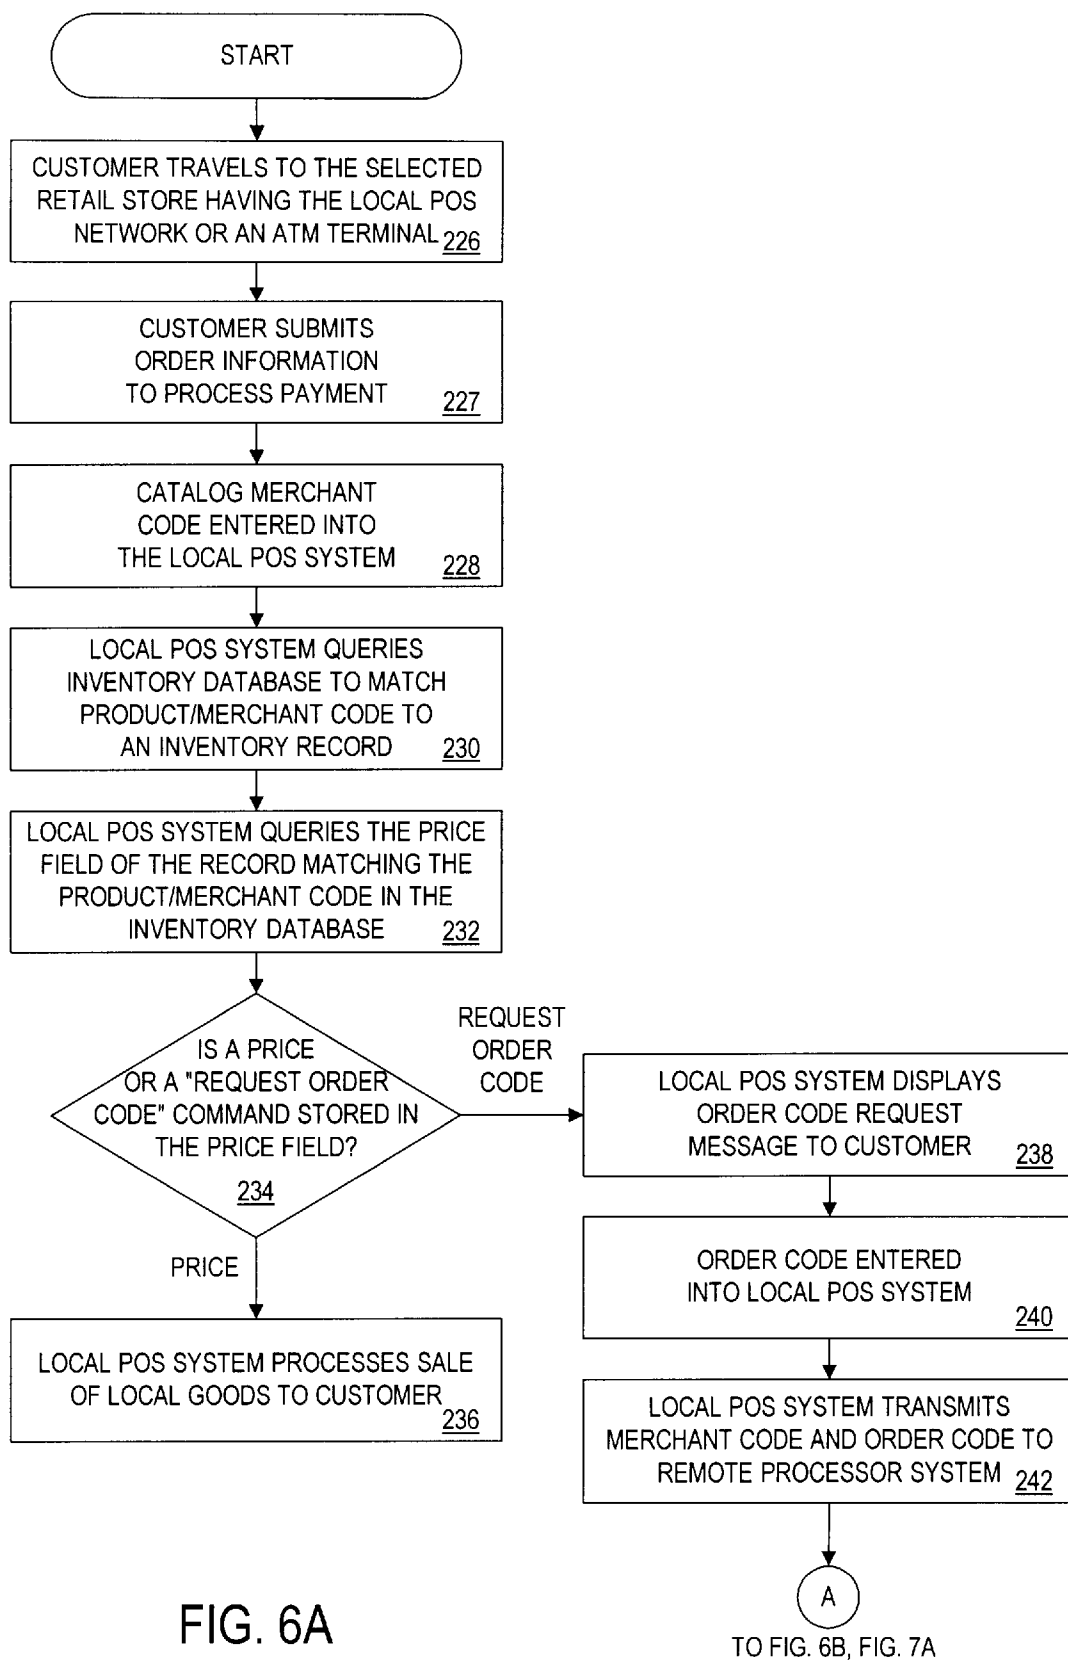 START
CUSTOMER TRAVELS TO THE SELECTED
RETAIL STORE HAVING THE LOCAL POS
NETWORK OR AN ATM TERMINAL 226
CUSTOMER SUBMITS
ORDER INFORMATION
TO PROCESS PAYMENT
227
CATALOG MERCHANT
CODE ENTERED INTO
THE LOCAL POS SYSTEM
228
LOCAL POS SYSTEM QUERIES
INVENTORY DATABASE TO MATCH
PRODUCT/MERCHANT CODE TO
AN INVENTORY RECORD
230
LOCAL POS SYSTEM QUERIES THE PRICE
FIELD OF THE RECORD MATCHING THE
PRODUCT/MERCHANT CODE IN THE
INVENTORY DATABASE
232
IS A PRICE
OR A "REQUEST ORDER
CODE" COMMAND STORED IN
THE PRICE FIELD?
234
PRICE
LOCAL POS SYSTEM PROCESSES SALE
OF LOCAL GOODS TO CUSTOMER
236
REQUEST
ORDER
CODE
LOCAL POS SYSTEM DISPLAYS
ORDER CODE REQUEST
MESSAGE TO CUSTOMER
238
ORDER CODE ENTERED
INTO LOCAL POS SYSTEM
240
LOCAL POS SYSTEM TRANSMITS
MERCHANT CODE AND ORDER CODE TO
REMOTE PROCESSOR SYSTEM
242
A
TO FIG. 6B, FIG. 7A
FIG. 6A